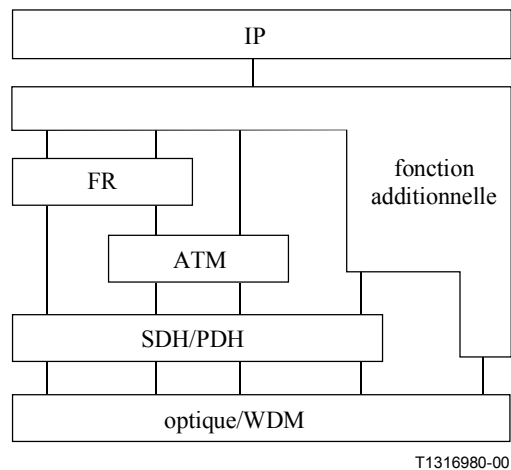 IP
fonction
additionnelle
FR
ATM
SDH/PDH
optique/WDM
T1316980-00